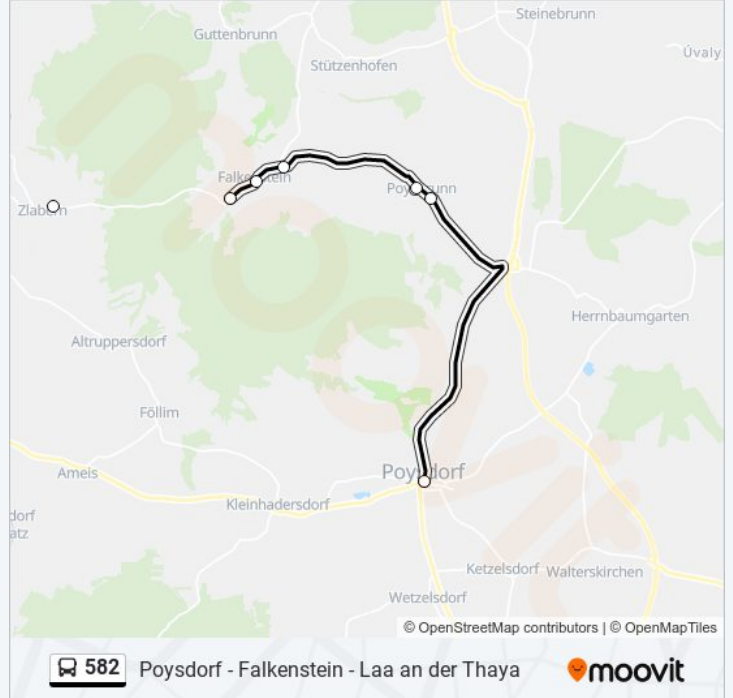 Steinebrunn
Guttenbrunn
Úvaly
Stützenhofen
Falkenstein
Poysbrunn
Zlabern
Herrnbaumgarten
Altruppersdorf
Föllim
Poysdorf
Ameis
Kleinhadersdorf
dorf
atz
Ketzelsdorf
Walterskirchen
Wetzelsdorf
© OpenStreetMap contributors | © OpenMapTiles
582 Poysdorf - Falkenstein - Laa an der Thaya moovit